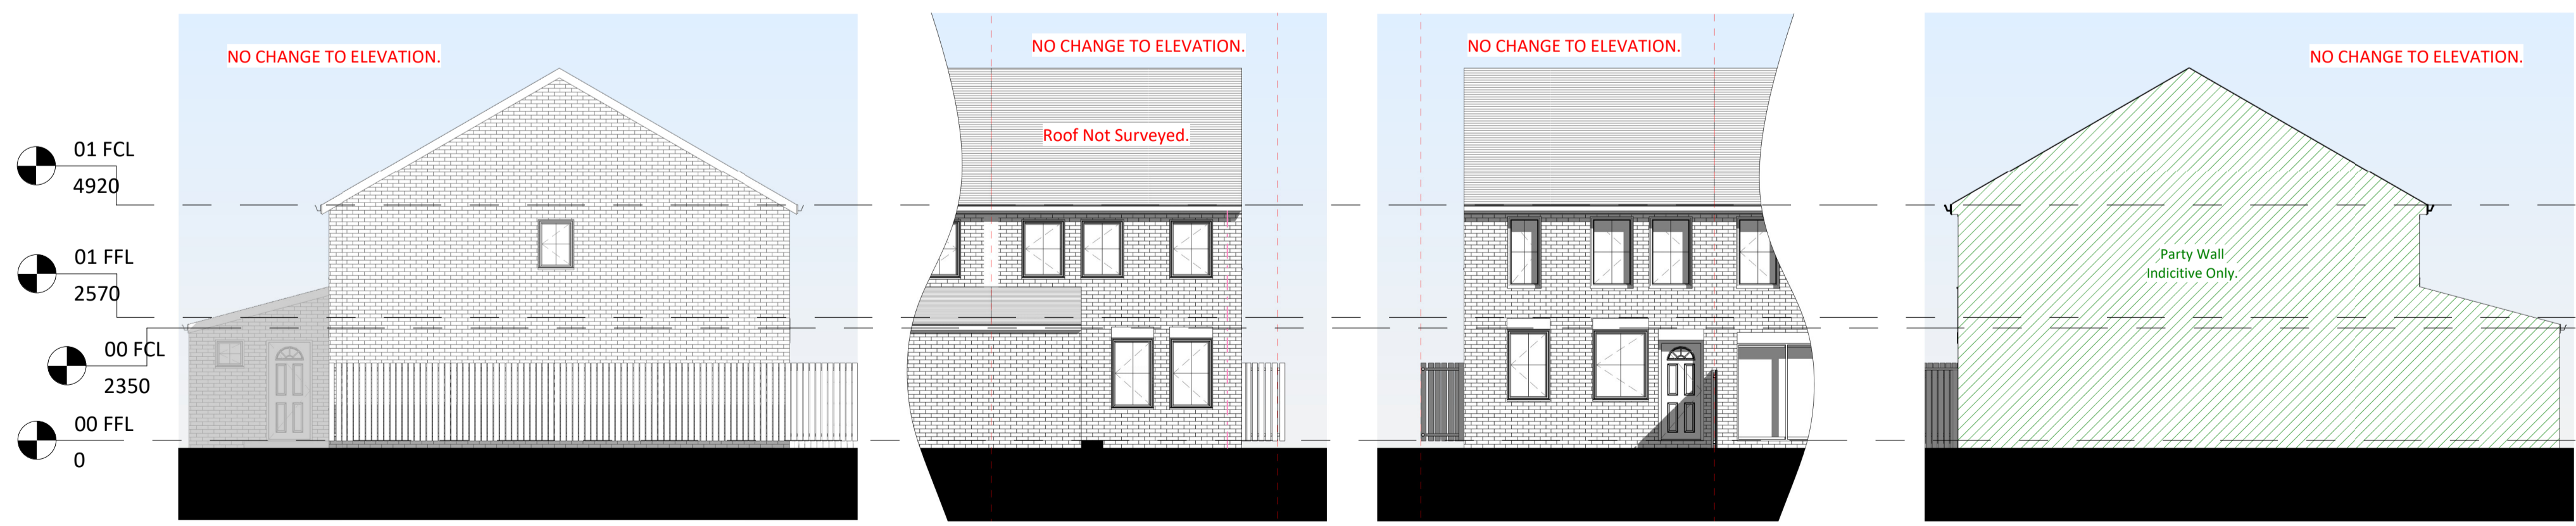 NO CHANGE TO ELEVATION.
NO CHANGE TO ELEVATION.
NO CHANGE TO ELEVATION.
NO CHANGE TO ELEVATION.
Roof Not Surveyed.
01 FCL
4920
01 FFL
2570
00 FCL
2350
00 FFL
0
Party Wall
Indicitive Only.